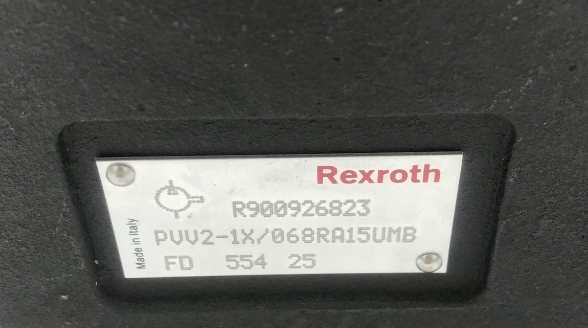 Rexroth
R900926823
PVV2-1X/068RA15UMB
FD 554 25
Made in Italy